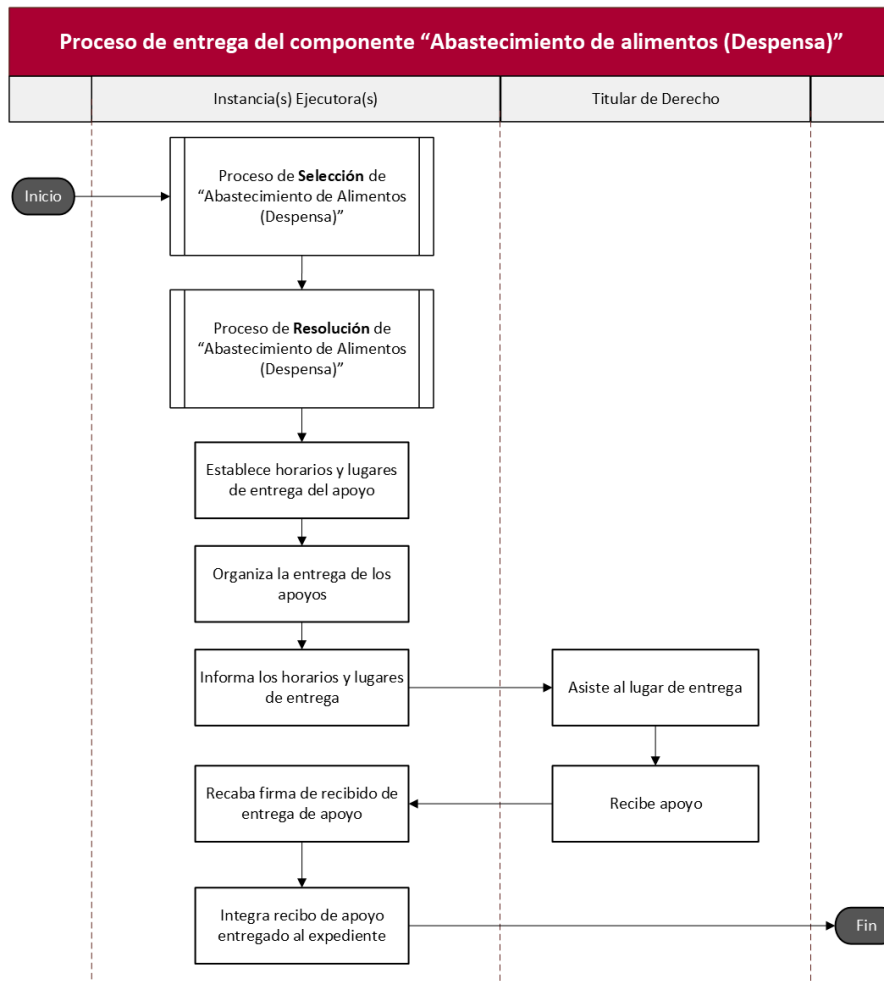 Proceso de entrega del componente “Abastecimiento de alimentos (Despensa)”
Instancia(s) Ejecutora(s)
Titular de Derecho
Inicio
Proceso de Selección de
“Abastecimiento de Alimentos
(Despensa)”
Proceso de Resolución de
“Abastecimiento de Alimentos
(Despensa)”
Establece horarios y lugares
de entrega del apoyo
Organiza la entrega de los
apoyos
Informa los horarios y lugares
de entrega
Asiste al lugar de entrega
Recibe apoyo
Recaba firma de recibido de
entrega de apoyo
Integra recibo de apoyo
entregado al expediente
Fin